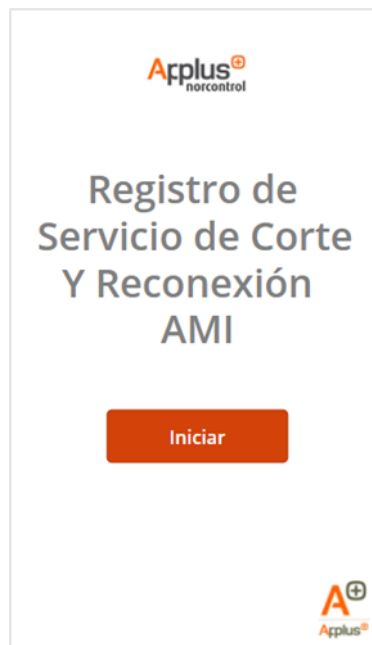 Applus+
norcontrol
Registro de
Servicio de Corte
Y Reconexión
AMI
Iniciar
A+
Applus+